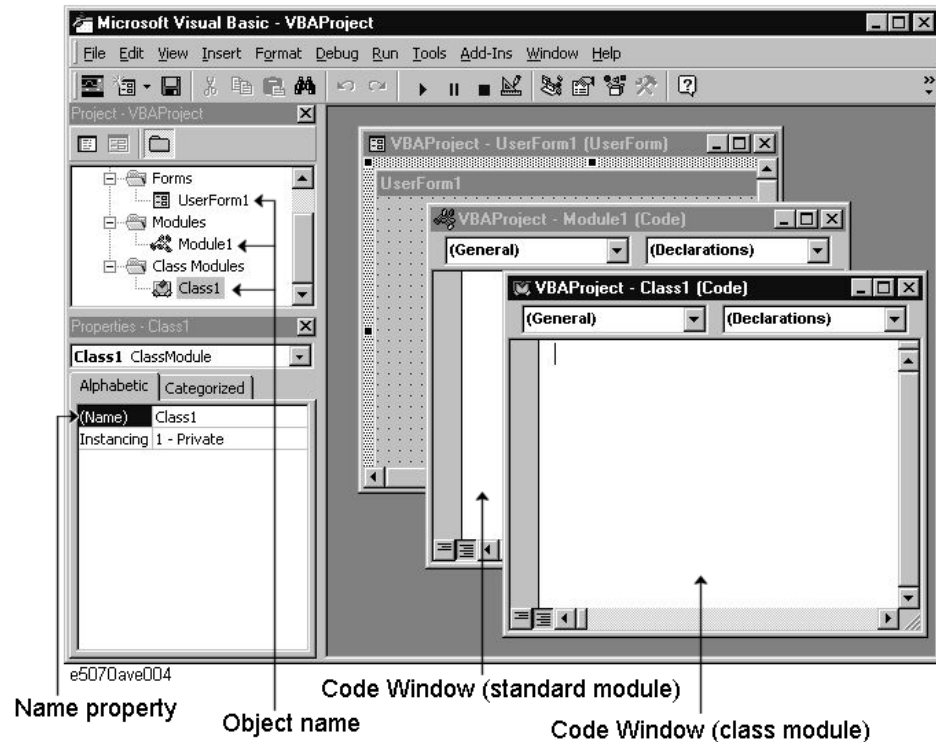 Microsoft Visual Basic - VBAProject
File Edit View Insert Format Debug Run Tools Add-Ins Window Help
Project - VBAProject
Forms
UserForm1
Modules
Module1
Class Modules
Class1
Properties - Class1
Class1 ClassModule
Alphabetic Categorized
(Name) Class1
Instancing 1 - Private
VBAProject - UserForm1 (UserForm)
UserForm1
VBAProject - Module1 (Code)
(General) (Declarations)
VBAProject - Class1 (Code)
(General) (Declarations)
e5070ave004
Name property
Object name
Code Window (standard module)
Code Window (class module)